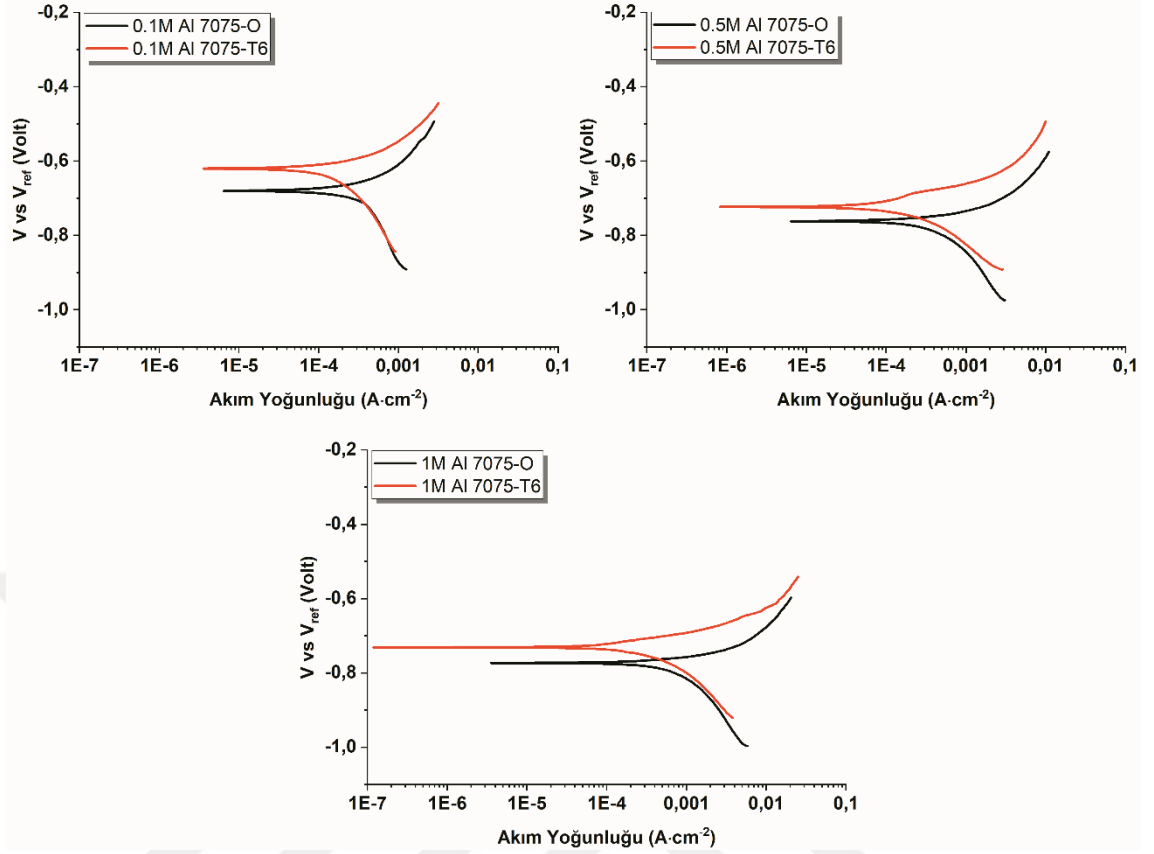 0.1M Al 7075-O
0.1M Al 7075-T6
-0,2
-0,4
-0,6
-0,8
-1,0
V vs Vref (Volt)
1E-7 1E-6 1E-5 1E-4 0,001 0,01 0,1
Akım Yoğunluğu (A·cm-2)
0.5M Al 7075-O
0.5M Al 7075-T6
-0,2
-0,4
-0,6
-0,8
-1,0
V vs Vref (Volt)
1E-7 1E-6 1E-5 1E-4 0,001 0,01 0,1
Akım Yoğunluğu (A·cm-2)
1M Al 7075-O
1M Al 7075-T6
-0,2
-0,4
-0,6
-0,8
-1,0
V vs Vref (Volt)
1E-7 1E-6 1E-5 1E-4 0,001 0,01 0,1
Akım Yoğunluğu (A·cm-2)